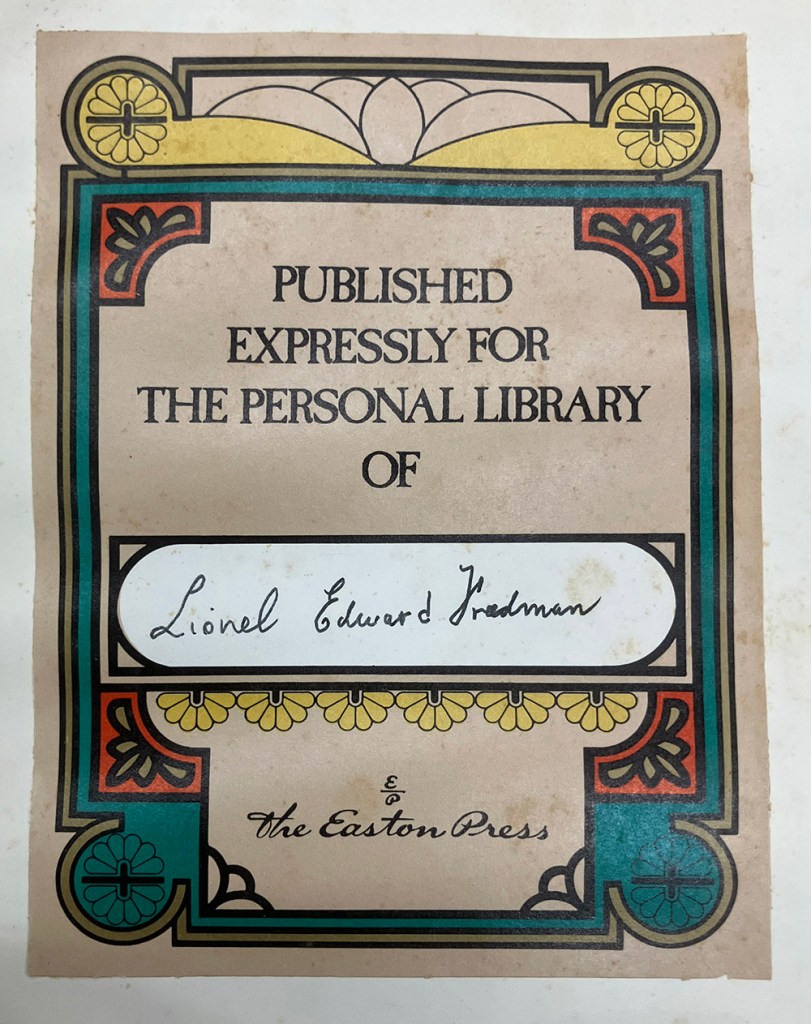 PUBLISHED
EXPRESSLY FOR
THE PERSONAL LIBRARY
OF
Lionel Edward Fredman
E
P
The Easton Press